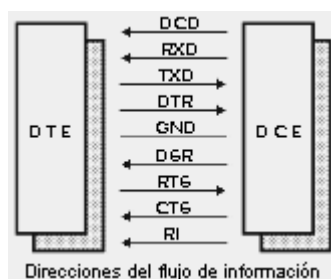 DCD
RXD
TXD
DTR
DTE
GND
DCE
DSR
RTS
CTS
RI
Direcciones del flujo de información